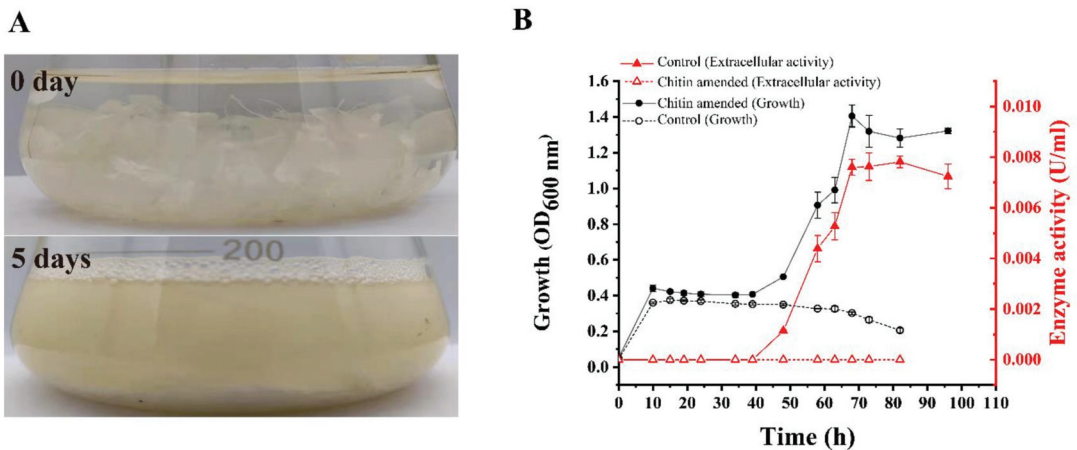 A
0 day
5 days
200
B
Control (Extracellular activity)
Chitin amended (Extracellular activity)
Chitin amended (Growth)
Control (Growth)
Growth (OD600 nm)
1.6
1.4
1.2
1.0
0.8
0.6
0.4
0.2
0.0
0.010
0.008
0.006
0.004
0.002
0.000
Enzyme activity (U/ml)
0 10 20 30 40 50 60 70 80 90 100 110
Time (h)